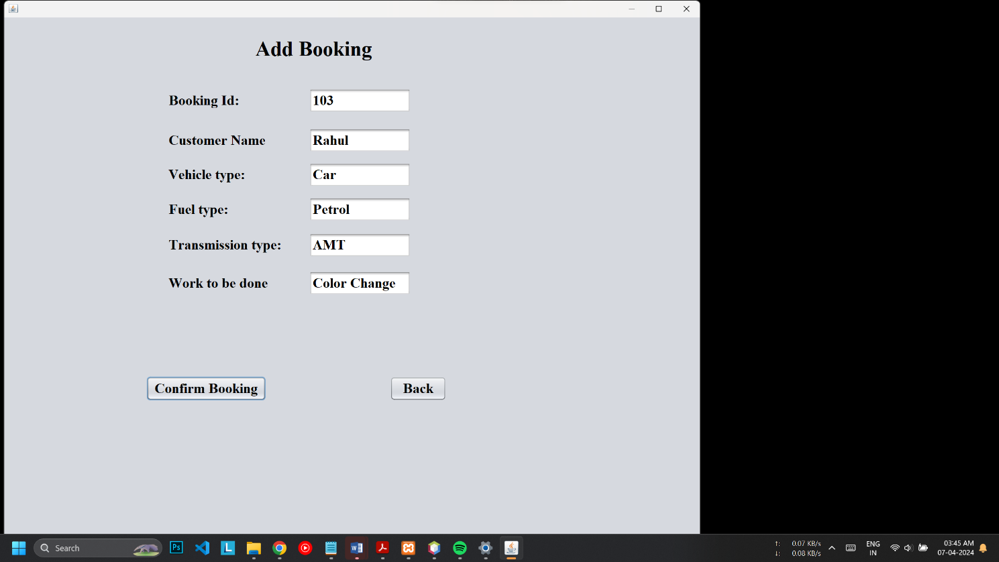 Add Booking
Booking Id: 103
Customer Name Rahul
Vehicle type: Car
Fuel type: Petrol
Transmission type: AMT
Work to be done Color Change
Confirm Booking Back
Search Ps L W ↑: 0.07 KB/s ENG 03:45 AM
↓: 0.08 KB/s IN 07-04-2024